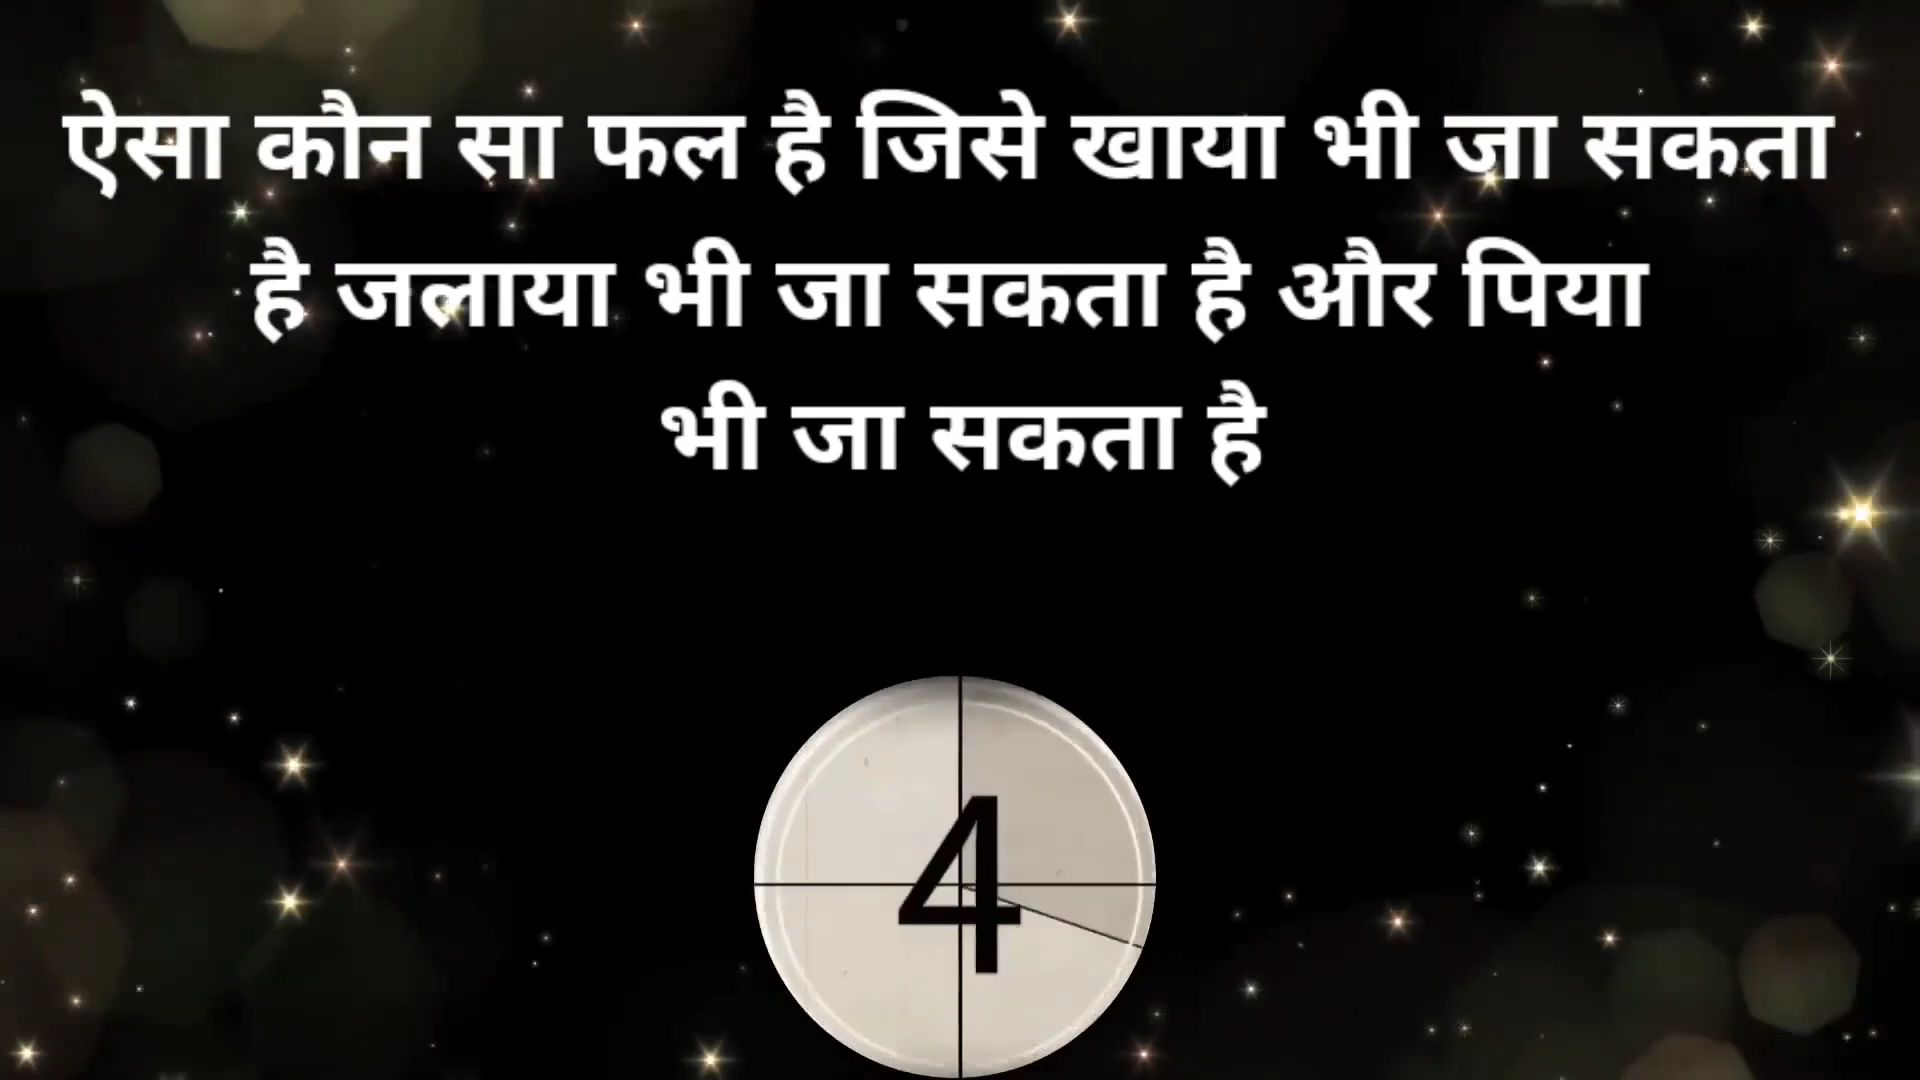 ऐसा कौन सा फल है जिसे खाया भी जा सकता
है जलाया भी जा सकता है और पिया
भी जा सकता है
4